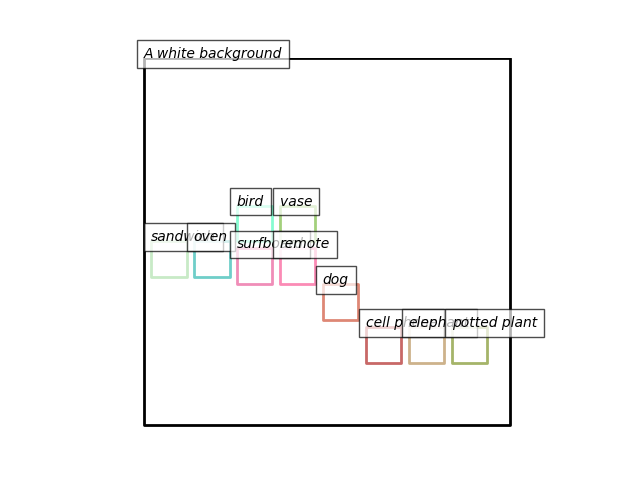 A white background
bird
vase
sandwich
oven
surfboard
remote
dog
cell phone
elephant
potted plant